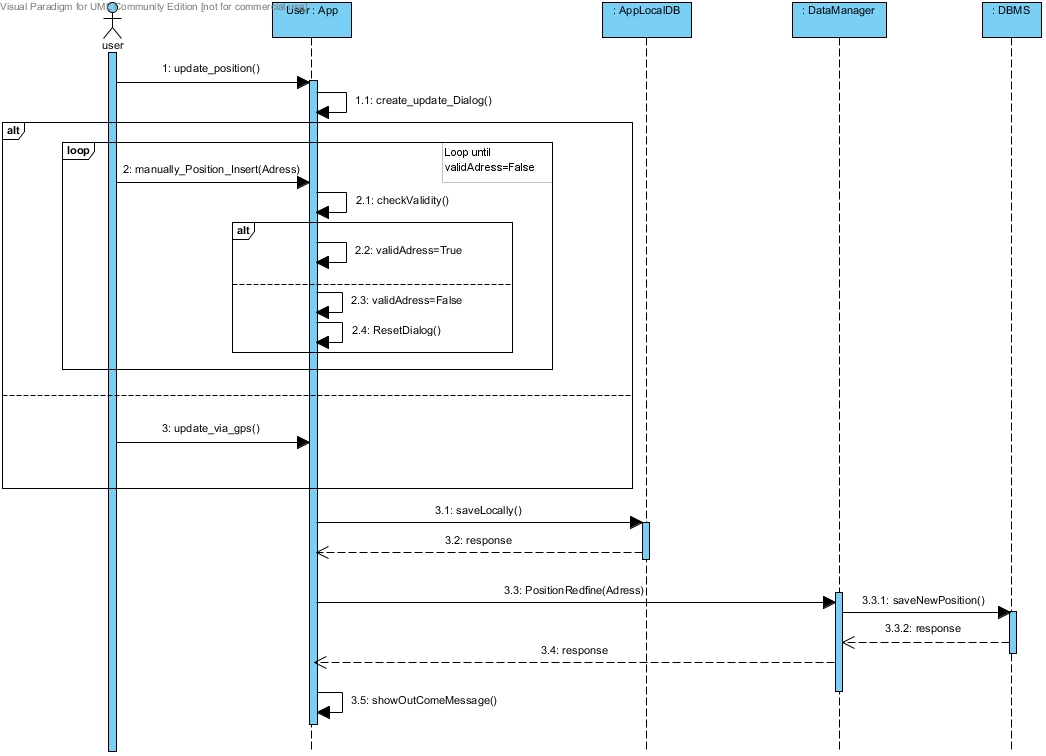 Visual Paradigm for UML Community Edition [not for commercial use]
User : App
: AppLocalDB
: DataManager
: DBMS
user
1: update_position()
1.1: create_update_Dialog()
alt
loop
Loop until
validAdress=False
2: manually_Position_Insert(Adress)
2.1: checkValidity()
alt
2.2: validAdress=True
2.3: validAdress=False
2.4: ResetDialog()
3: update_via_gps()
3.1: saveLocally()
3.2: response
3.3: PositionRedfine(Adress)
3.3.1: saveNewPosition()
3.3.2: response
3.4: response
3.5: showOutComeMessage()